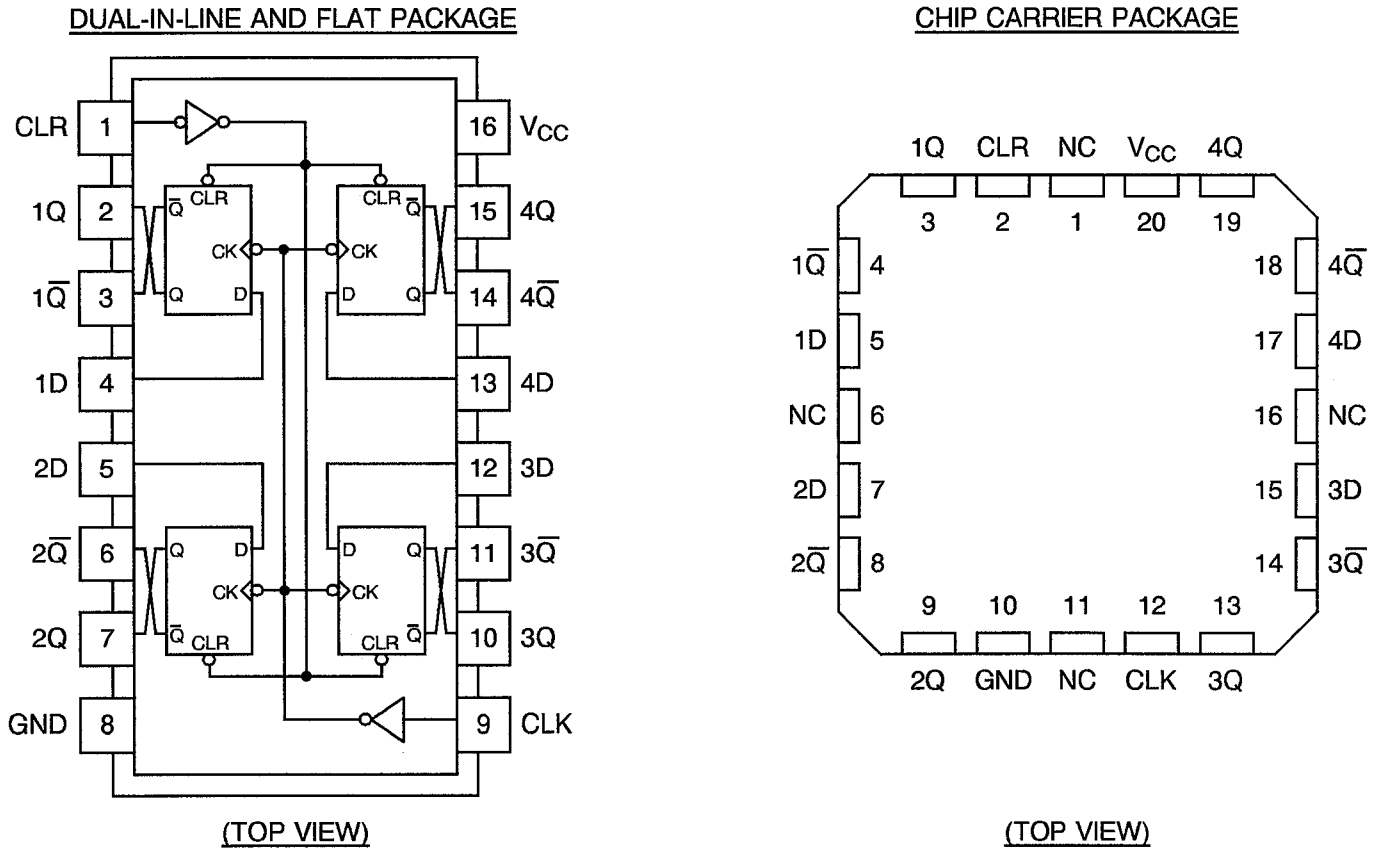 DUAL-IN-LINE AND FLAT PACKAGE
CLR 1 16 VCC
CLR CLR
1Q 2 Q̅ Q̅ 15 4Q
CK CK
1Q̅ 3 Q D D Q 14 4Q̅
1D 4 13 4D
2D 5 12 3D
2Q̅ 6 Q D D Q 11 3Q̅
CK CK
2Q 7 Q̅ Q̅ 10 3Q
CLR CLR
GND 8 9 CLK
(TOP VIEW)
CHIP CARRIER PACKAGE
1Q CLR NC VCC 4Q
3 2 1 20 19
1Q̅ 4 18 4Q̅
1D 5 17 4D
NC 6 16 NC
2D 7 15 3D
2Q̅ 8 14 3Q̅
9 10 11 12 13
2Q GND NC CLK 3Q
(TOP VIEW)